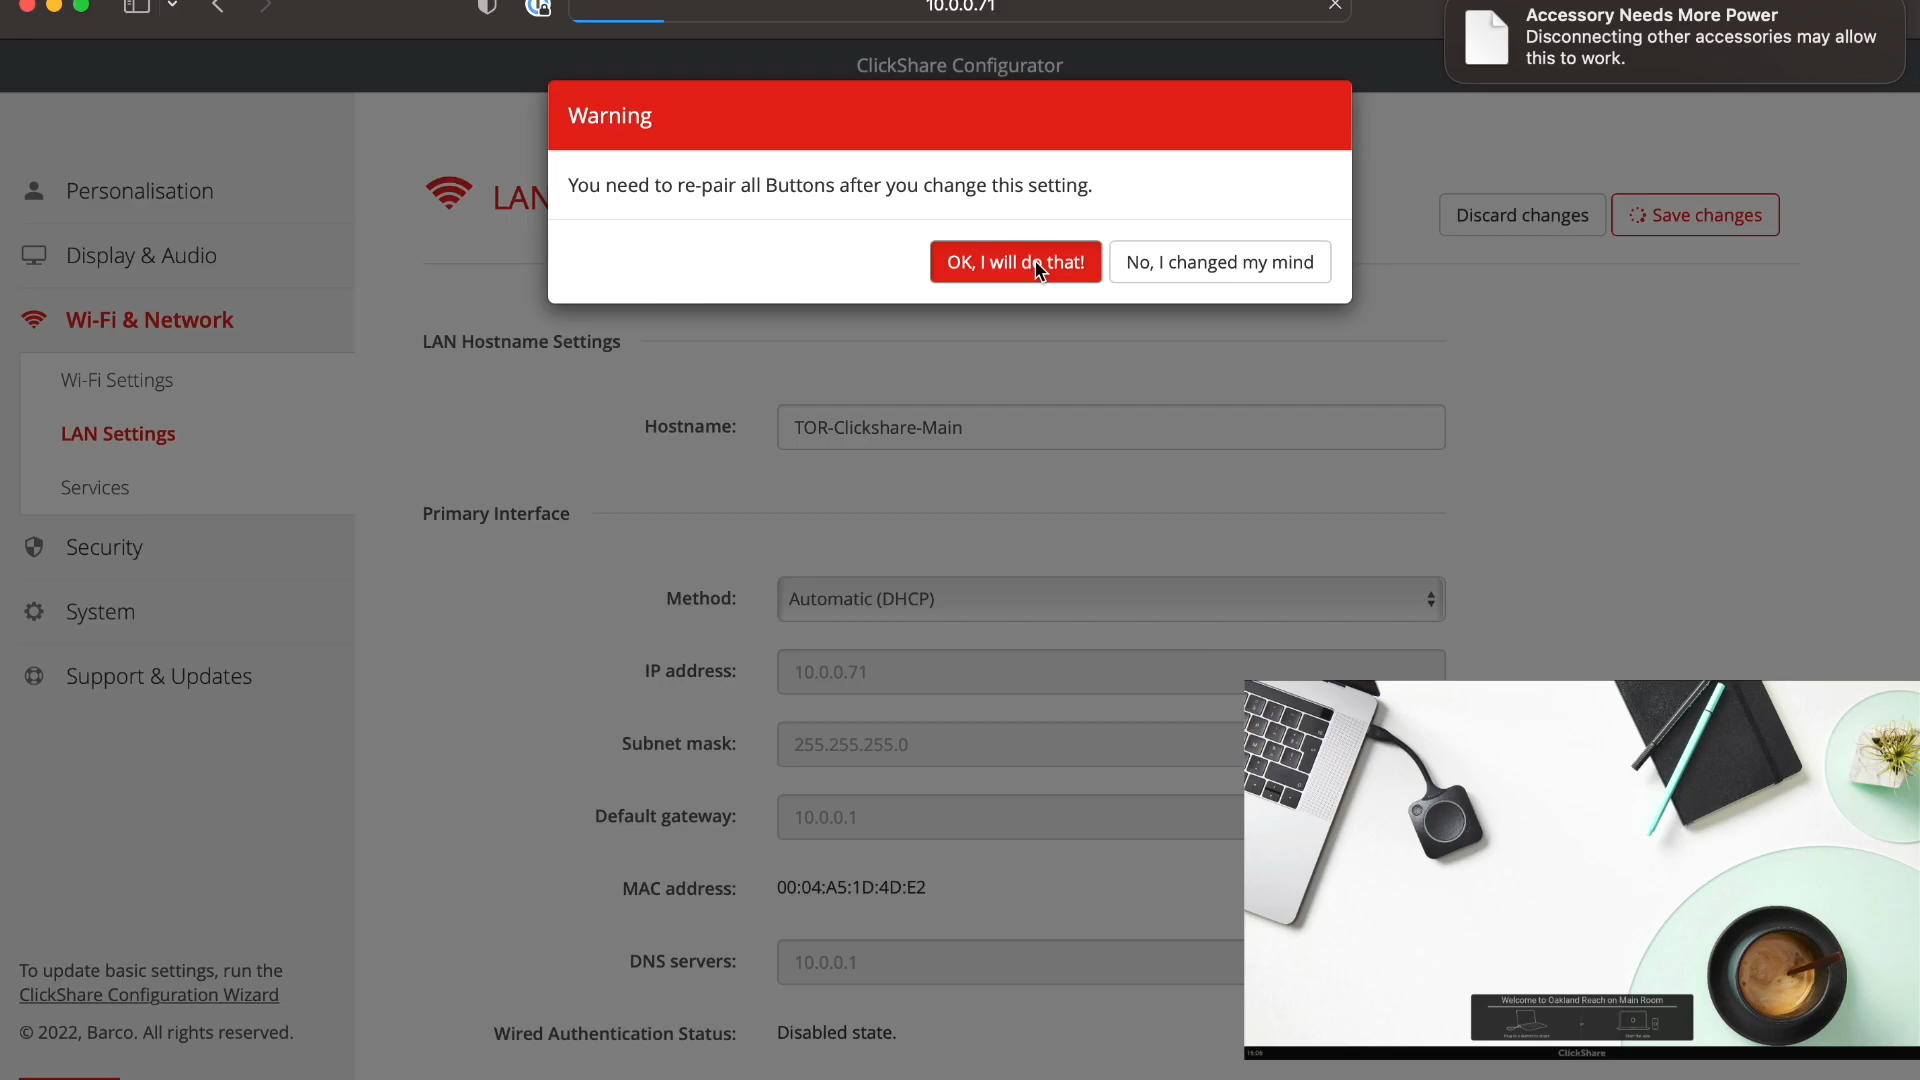 10.0.0.71
Accessory Needs More Power
Disconnecting other accessories may allow
this to work.
ClickShare Configurator
Warning
You need to re-pair all Buttons after you change this setting.
OK, I will do that!
No, I changed my mind
Personalisation
Display & Audio
Wi-Fi & Network
Wi-Fi Settings
LAN Settings
Services
Security
System
Support & Updates
To update basic settings, run the
ClickShare Configuration Wizard
© 2022, Barco. All rights reserved.
LAN
Discard changes
Save changes
LAN Hostname Settings
Hostname:
TOR-Clickshare-Main
Primary Interface
Method:
Automatic (DHCP)
IP address:
10.0.0.71
Subnet mask:
255.255.255.0
Default gateway:
10.0.0.1
MAC address:
00:04:A5:1D:4D:E2
DNS servers:
10.0.0.1
Wired Authentication Status:
Disabled state.
Welcome to Oakland Reach on Main Room
ClickShare